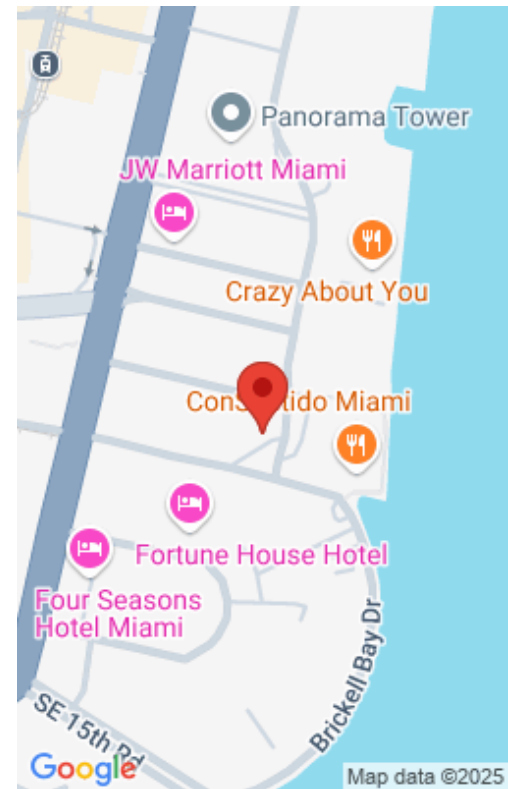 Panorama Tower
JW Marriott Miami
Crazy About You
tido Miami
Fortune House Hotel
Four Seasons
Hotel Miami
Brickell Bay Dr
SE 15th Rd
Google
Map data ©2025